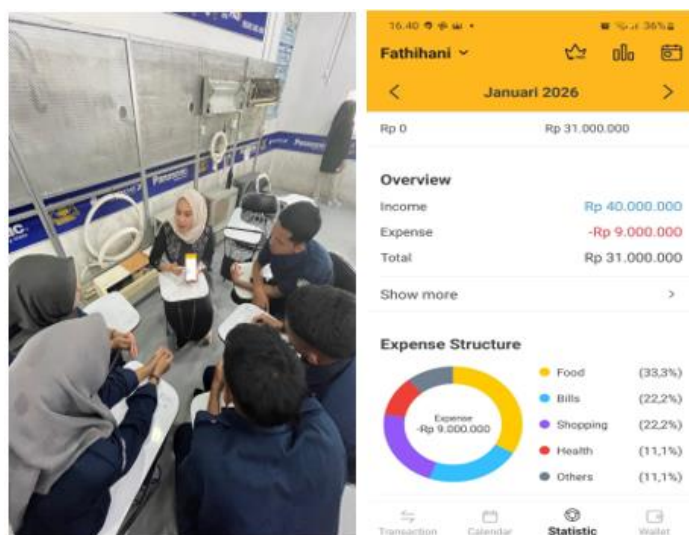 Panasonic
16.40
36%
Fathihani
Januari 2026
Rp 0 Rp 31.000.000
Overview
Income Rp 40.000.000
Expense -Rp 9.000.000
Total Rp 31.000.000
Show more
Expense Structure
Expense
-Rp 9.000.000
Food (33,3%)
Bills (22,2%)
Shopping (22,2%)
Health (11,1%)
Others (11,1%)
Transaction Calendar Statistic Wallet